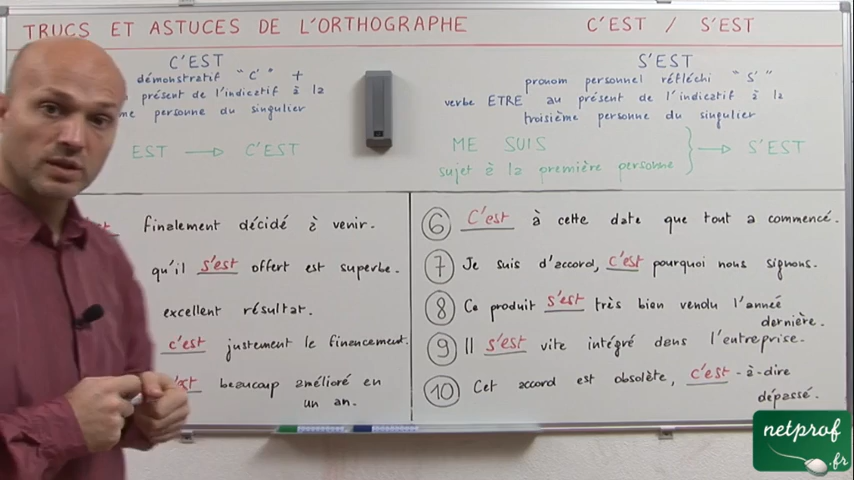 TRUCS ET ASTUCES DE L'ORTHOGRAPHE C'EST / S'EST
C'EST
démonstratif "C'" +
présent de l'indicatif à la
me personne du singulier
EST → C'EST
S'EST
pronom personnel réfléchi "S'"
verbe ETRE au présent de l'indicatif à la
troisième personne du singulier
ME SUIS
sujet à la première personne
→ S'EST
finalement décidé à venir.
qu'il s'est offert est superbe.
excellent résultat.
c'est justement le financement.
beaucoup amélioré en
un an.
6 C'est à cette date que tout a commencé.
7 Je suis d'accord, c'est pourquoi nous signons.
8 Ce produit s'est très bien vendu l'année
dernière.
9 Il s'est vite intégré dans l'entreprise.
10 Cet accord est obsolète, c'est-à-dire
dépassé.
netprof
.fr